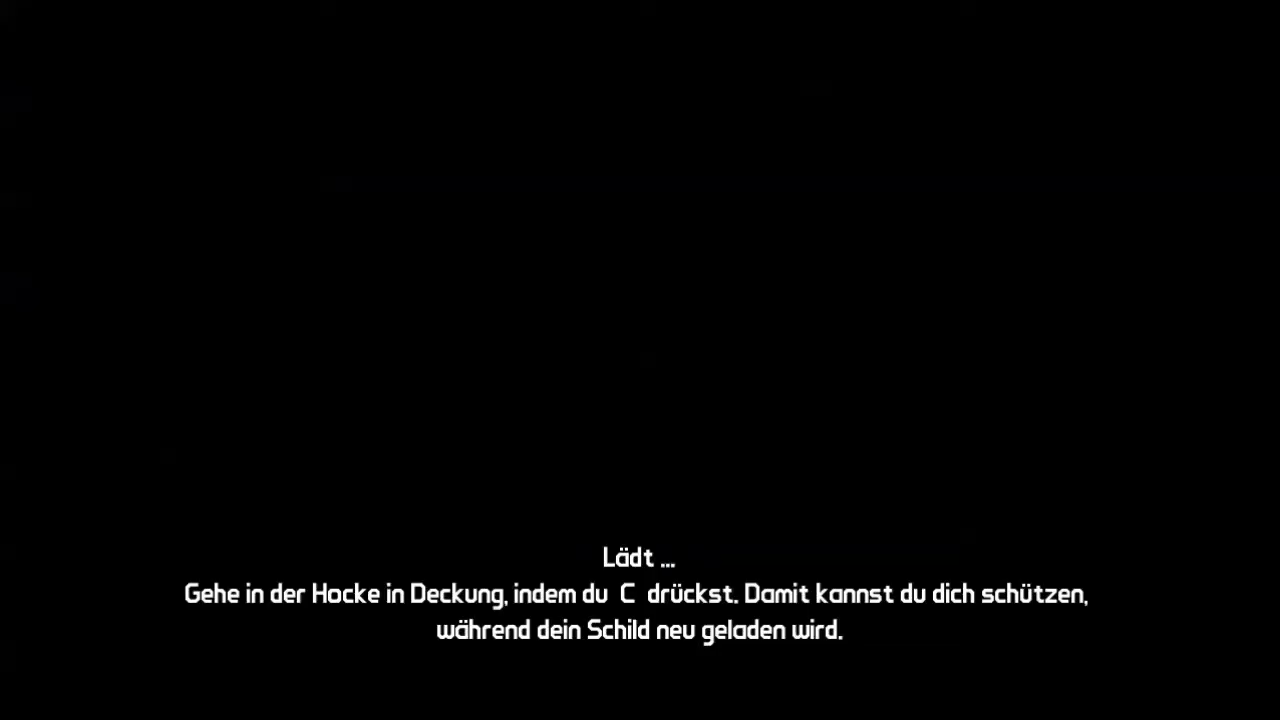 Lädt ...
Gehe in der Hocke in Deckung, indem du C drückst. Damit kannst du dich schützen,
während dein Schild neu geladen wird.